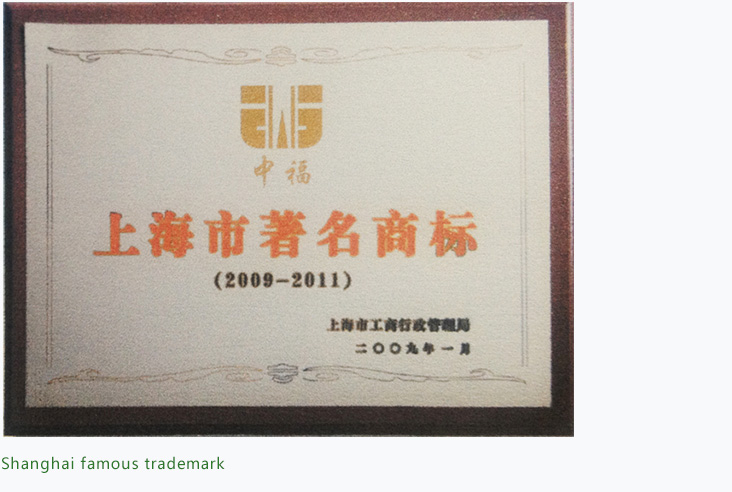 中福
上海市著名商标
(2009-2011)
上海市工商行政管理局
二〇〇九年一月
Shanghai famous trademark